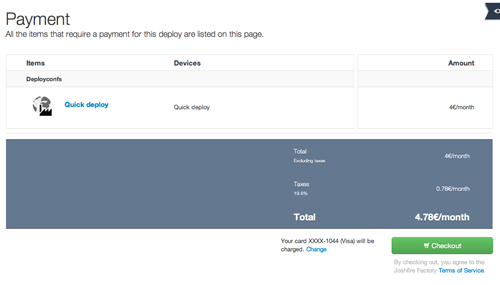 Payment
All the items that require a payment for this deploy are listed on this page.
Items Devices Amount
Deployconfs
Quick deploy Quick deploy 4€/month
Total 4€/month
Excluding taxes
Taxes 0.78€/month
19.6%
Total 4.78€/month
Your card XXXX-1044 (Visa) will be
charged. Change
Checkout
By checking out, you agree to the
Joshfire Factory Terms of Service.